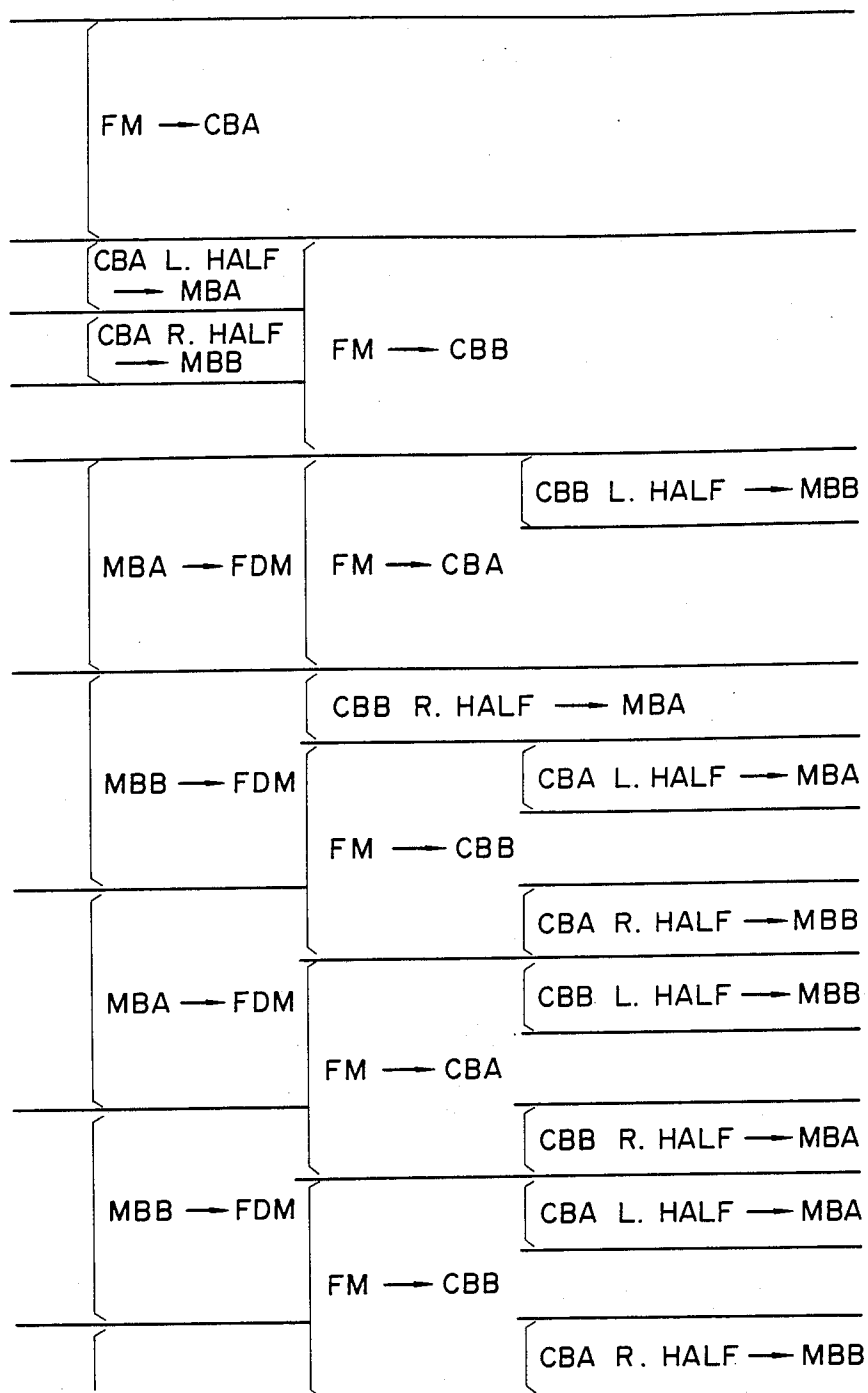 FM → CBA
CBA L. HALF
→ MBA
CBA R. HALF
→ MBB
FM → CBB
CBB L. HALF → MBB
MBA → FDM
FM → CBA
CBB R. HALF → MBA
MBB → FDM
CBA L. HALF → MBA
FM → CBB
CBA R. HALF → MBB
MBA → FDM
CBB L. HALF → MBB
FM → CBA
CBB R. HALF → MBA
MBB → FDM
CBA L. HALF → MBA
FM → CBB
CBA R. HALF → MBB